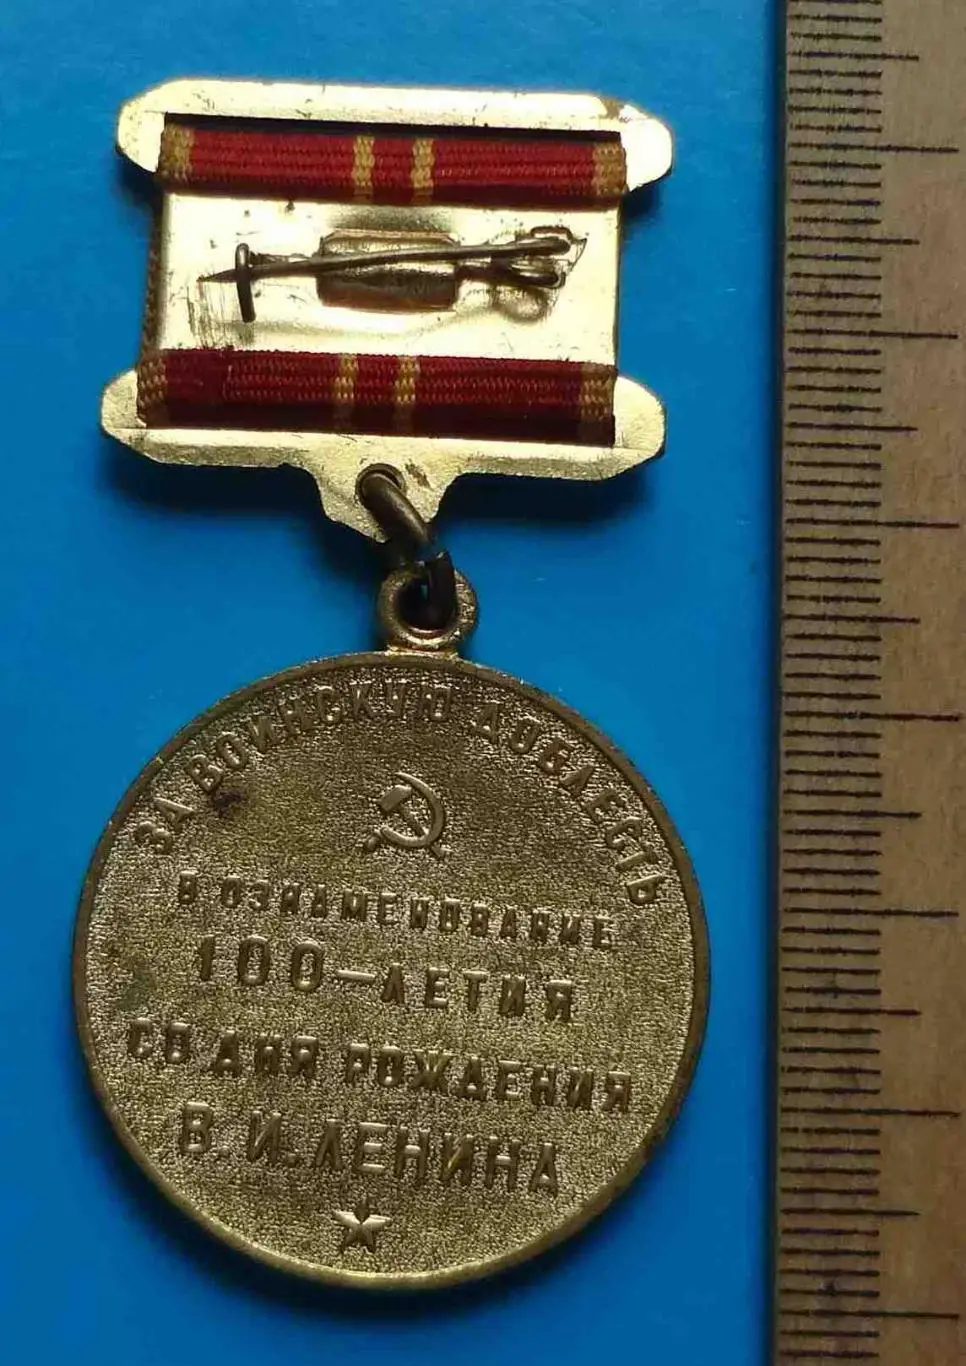 ЗА ВОИНСКУЮ ДОБЛЕСТЬ
В ОЗНАМЕНОВАНИЕ
100-ЛЕТИЯ
СО ДНЯ РОЖДЕНИЯ
В.И.ЛЕНИНА